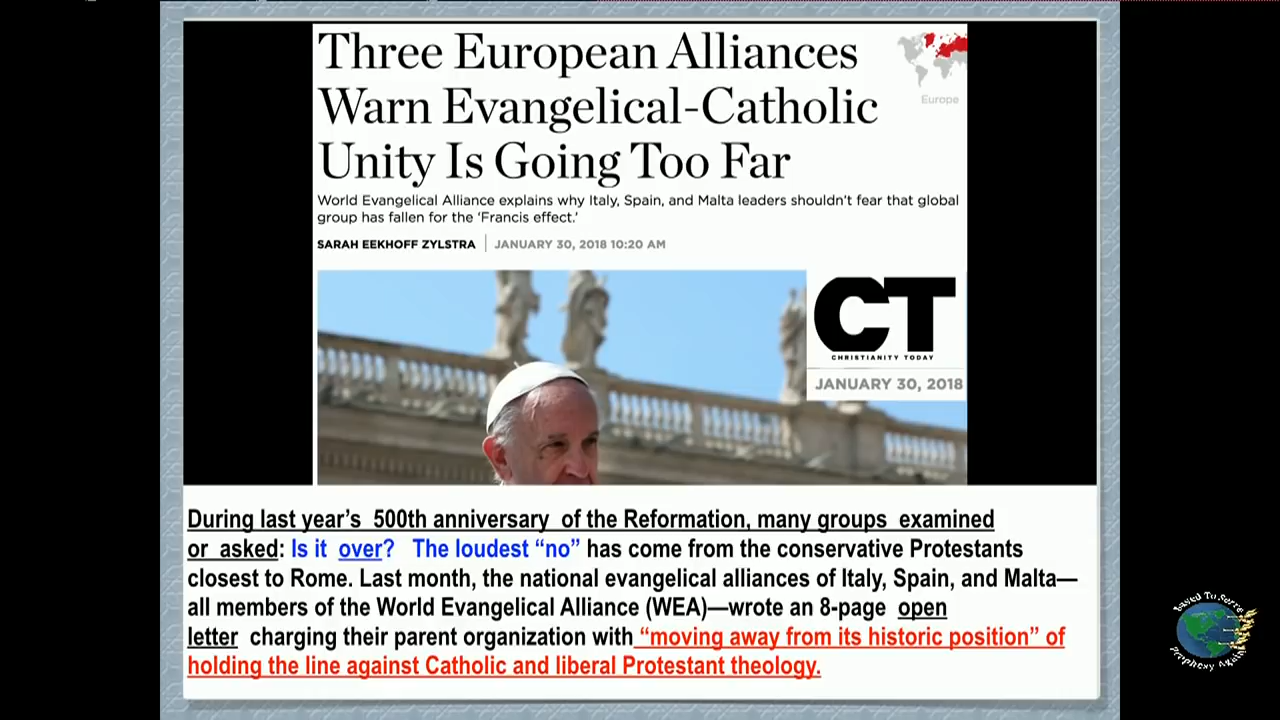 Three European Alliances
Warn Evangelical-Catholic
Unity Is Going Too Far
Europe
World Evangelical Alliance explains why Italy, Spain, and Malta leaders shouldn't fear that global
group has fallen for the 'Francis effect.'
SARAH EEKHOFF ZYLSTRA | JANUARY 30, 2018 10:20 AM
CT
CHRISTIANITY TODAY
JANUARY 30, 2018
During last year's 500th anniversary of the Reformation, many groups examined
or asked: Is it over? The loudest "no" has come from the conservative Protestants
closest to Rome. Last month, the national evangelical alliances of Italy, Spain, and Malta—
all members of the World Evangelical Alliance (WEA)—wrote an 8-page open
letter charging their parent organization with "moving away from its historic position" of
holding the line against Catholic and liberal Protestant theology.
To Serve
Prophecy Again